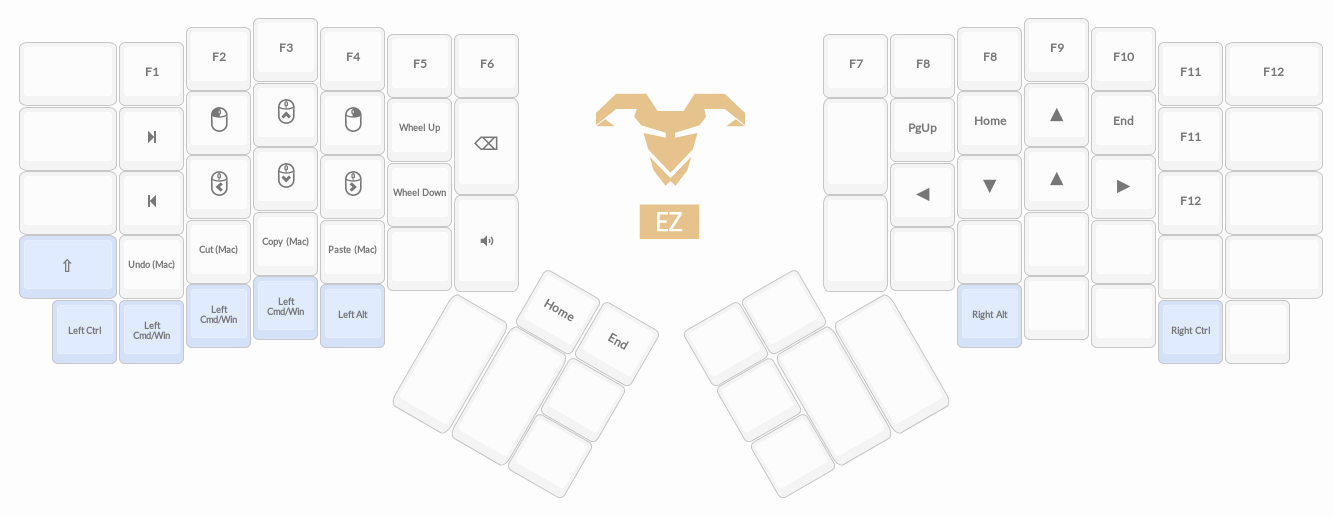 F1
F2
F3
F4
F5
F6
F7
F8
F8
F9
F10
F11
F12
Wheel Up
PgUp
Home
End
F11
Wheel Down
F12
Undo (Mac)
Cut (Mac)
Copy (Mac)
Paste (Mac)
EZ
Left Ctrl
Left
Cmd/Win
Left
Cmd/Win
Left
Cmd/Win
Left Alt
Home
End
Right Alt
Right Ctrl